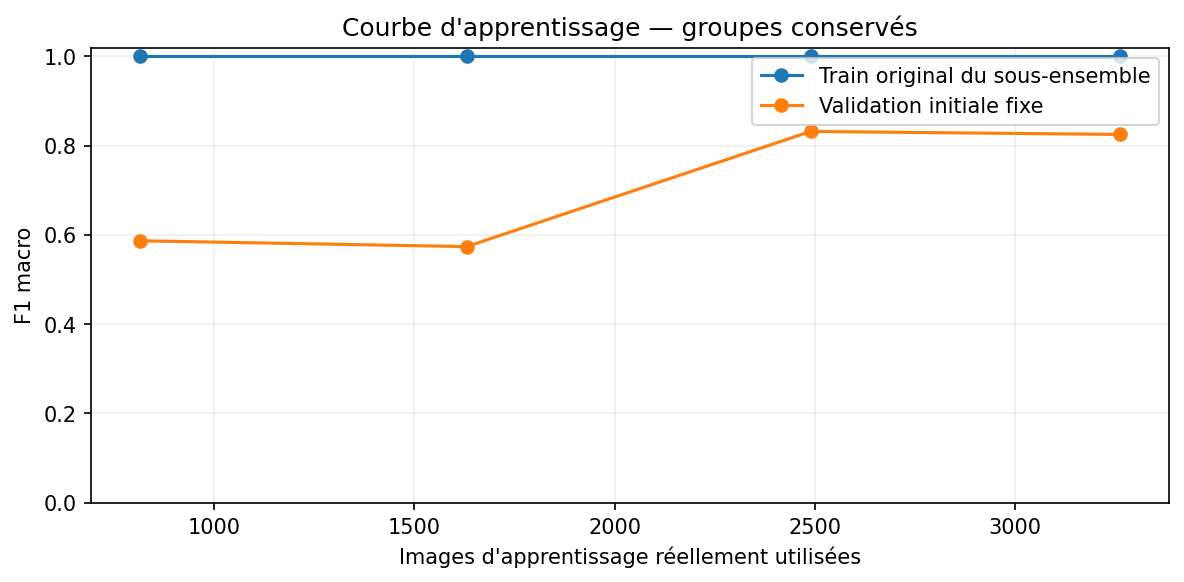 Courbe d'apprentissage — groupes conservés
Train original du sous-ensemble
Validation initiale fixe
F1 macro
1.0
0.8
0.6
0.4
0.2
0.0
1000 1500 2000 2500 3000
Images d'apprentissage réellement utilisées